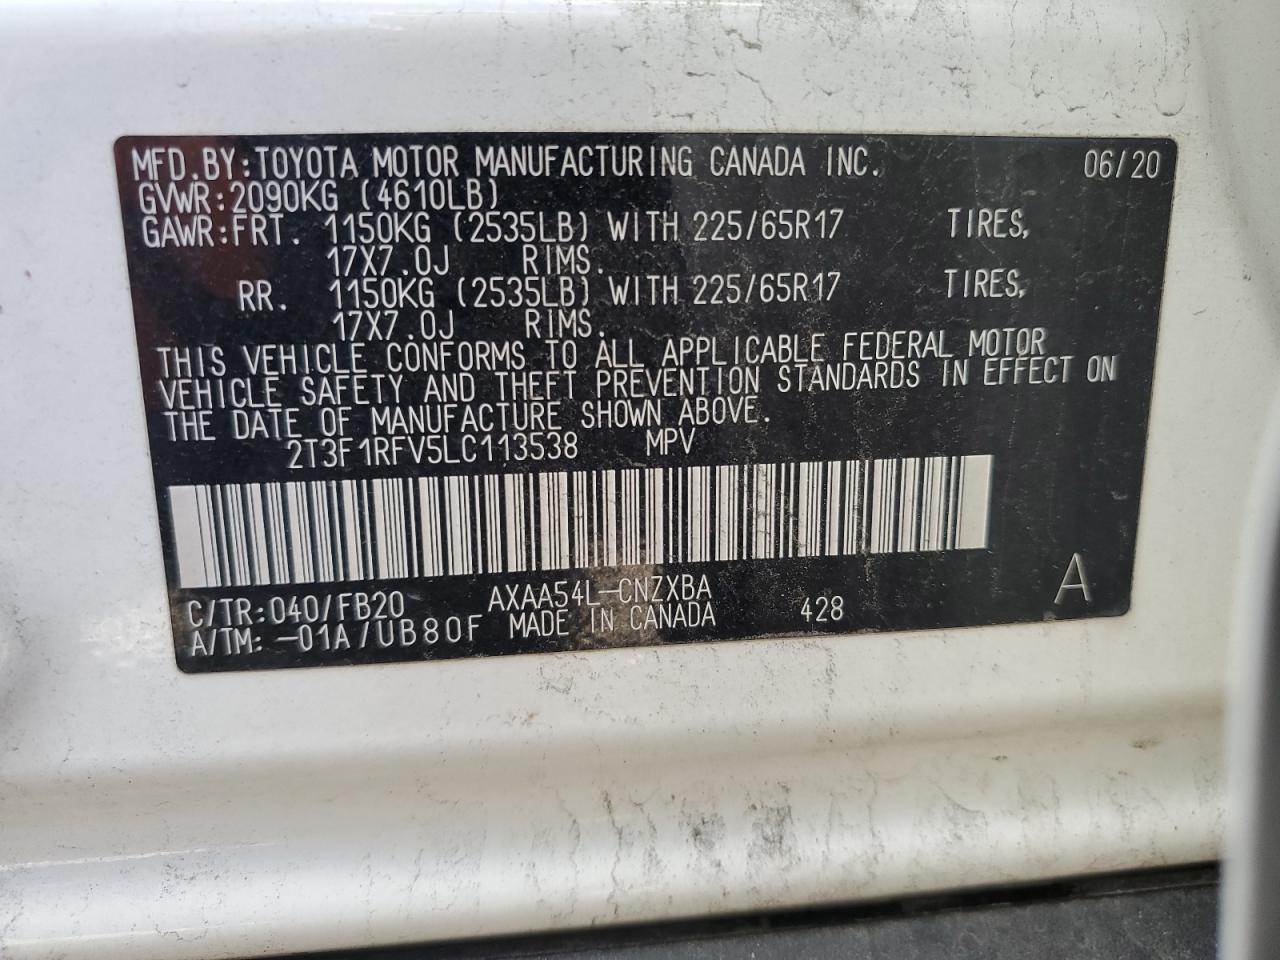 MFD.BY:TOYOTA MOTOR MANUFACTURING CANADA INC. 06/20
GVWR:2090KG (4610LB)
GAWR:FRT. 1150KG (2535LB) WITH 225/65R17 TIRES,
17X7.0J RIMS.
RR. 1150KG (2535LB) WITH 225/65R17 TIRES,
17X7.0J RIMS.
THIS VEHICLE CONFORMS TO ALL APPLICABLE FEDERAL MOTOR
VEHICLE SAFETY AND THEFT PREVENTION STANDARDS IN EFFECT ON
THE DATE OF MANUFACTURE SHOWN ABOVE.
2T3F1RFV5LC113538 MPV
C/TR:040/FB20 AXAA54L-CNZXBA
A/TM: -01A/UB80F MADE IN CANADA 428 A